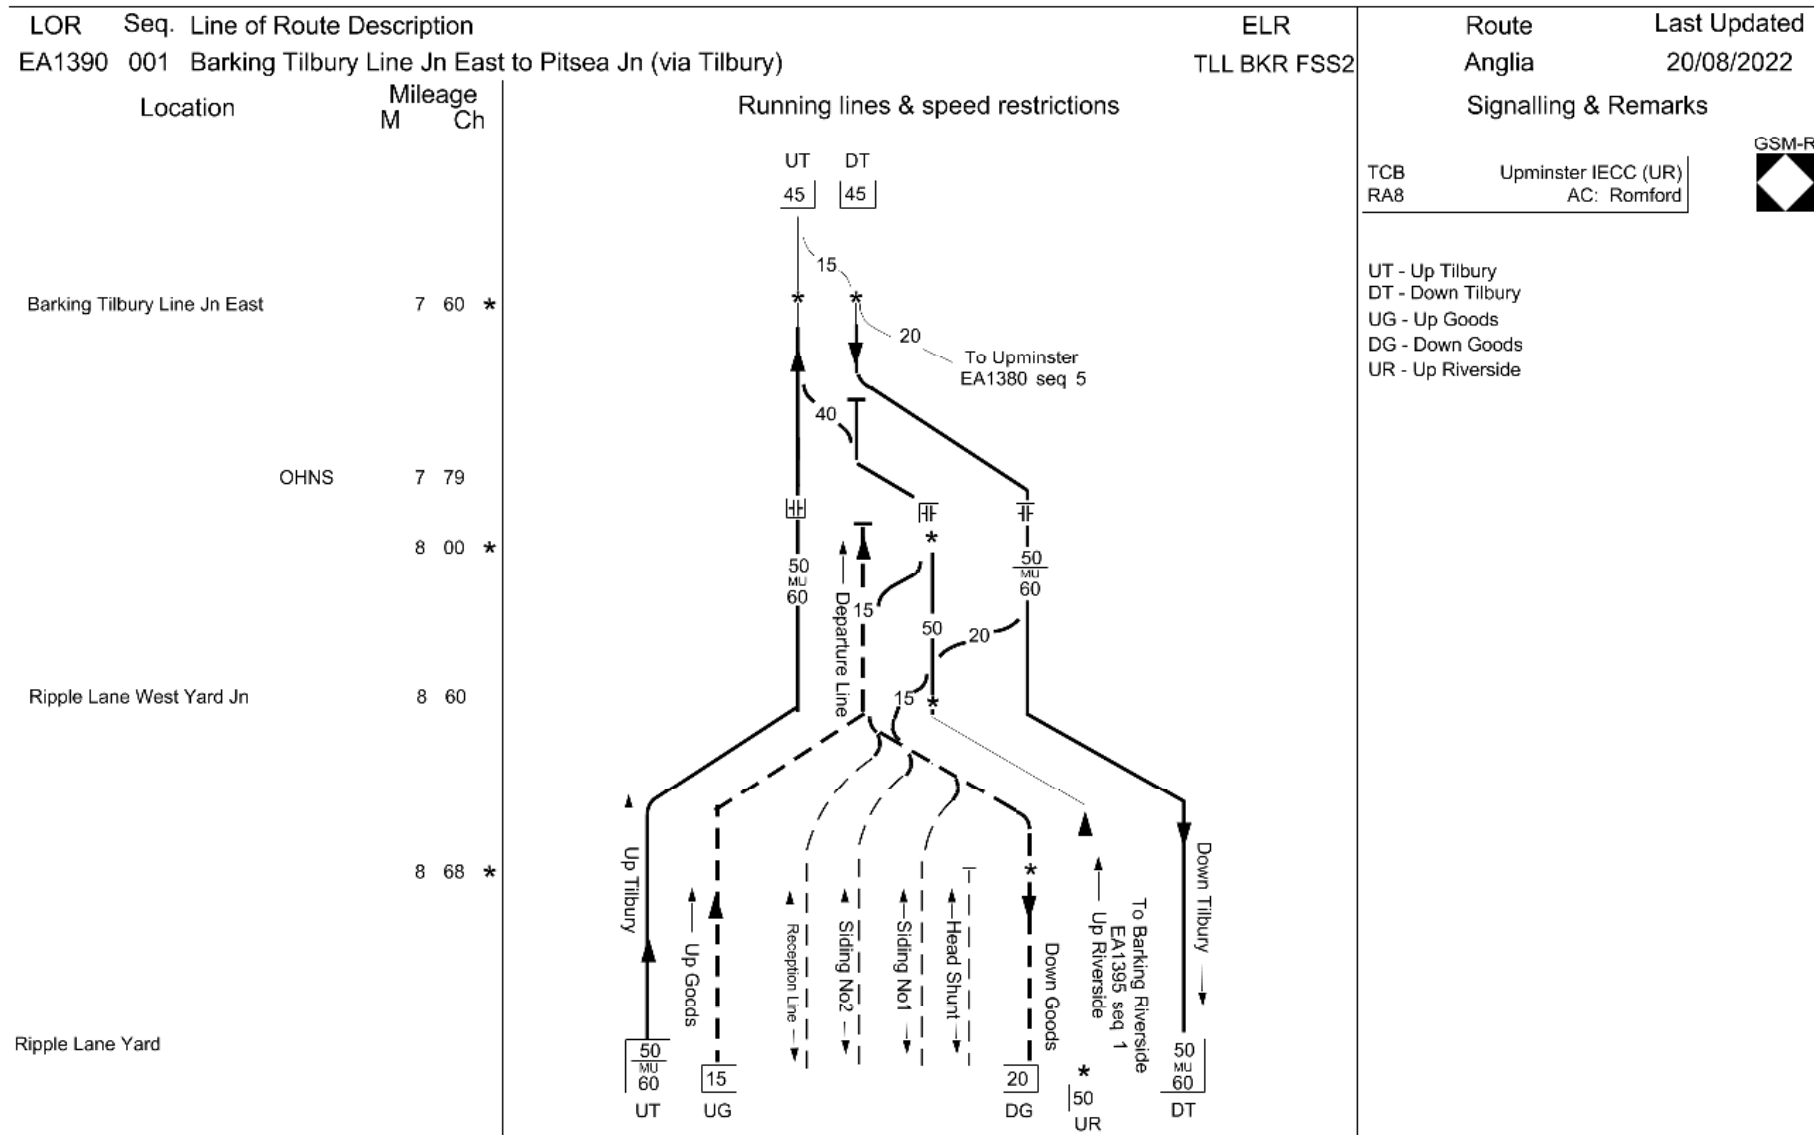 LOR Seq. Line of Route Description ELR Route Last Updated
EA1390 001 Barking Tilbury Line Jn East to Pitsea Jn (via Tilbury) TLL BKR FSS2 Anglia 20/08/2022
Location Mileage Running lines & speed restrictions Signalling & Remarks
M Ch
GSM-R
UT DT
45 45
TCB Upminster IECC (UR)
RA8 AC: Romford
15
UT - Up Tilbury
DT - Down Tilbury
UG - Up Goods
DG - Down Goods
UR - Up Riverside
Barking Tilbury Line Jn East 7 60 *
* *
20
To Upminster
EA1380 seq 5
40
OHNS 7 79
8 00 *
*
50
MU
60
50
MU
60
Departure Line
15
50
20
Ripple Lane West Yard Jn 8 60
15
*
8 68 *
*
Up Tilbury
Up Goods
Reception Line
Siding No2
Siding No1
Head Shunt
Down Goods
Up Riverside
To Barking Riverside
EA1395 seq 1
Down Tilbury
Ripple Lane Yard
50
MU
60
UT
15
UG
20
DG
*
50
UR
50
MU
60
DT